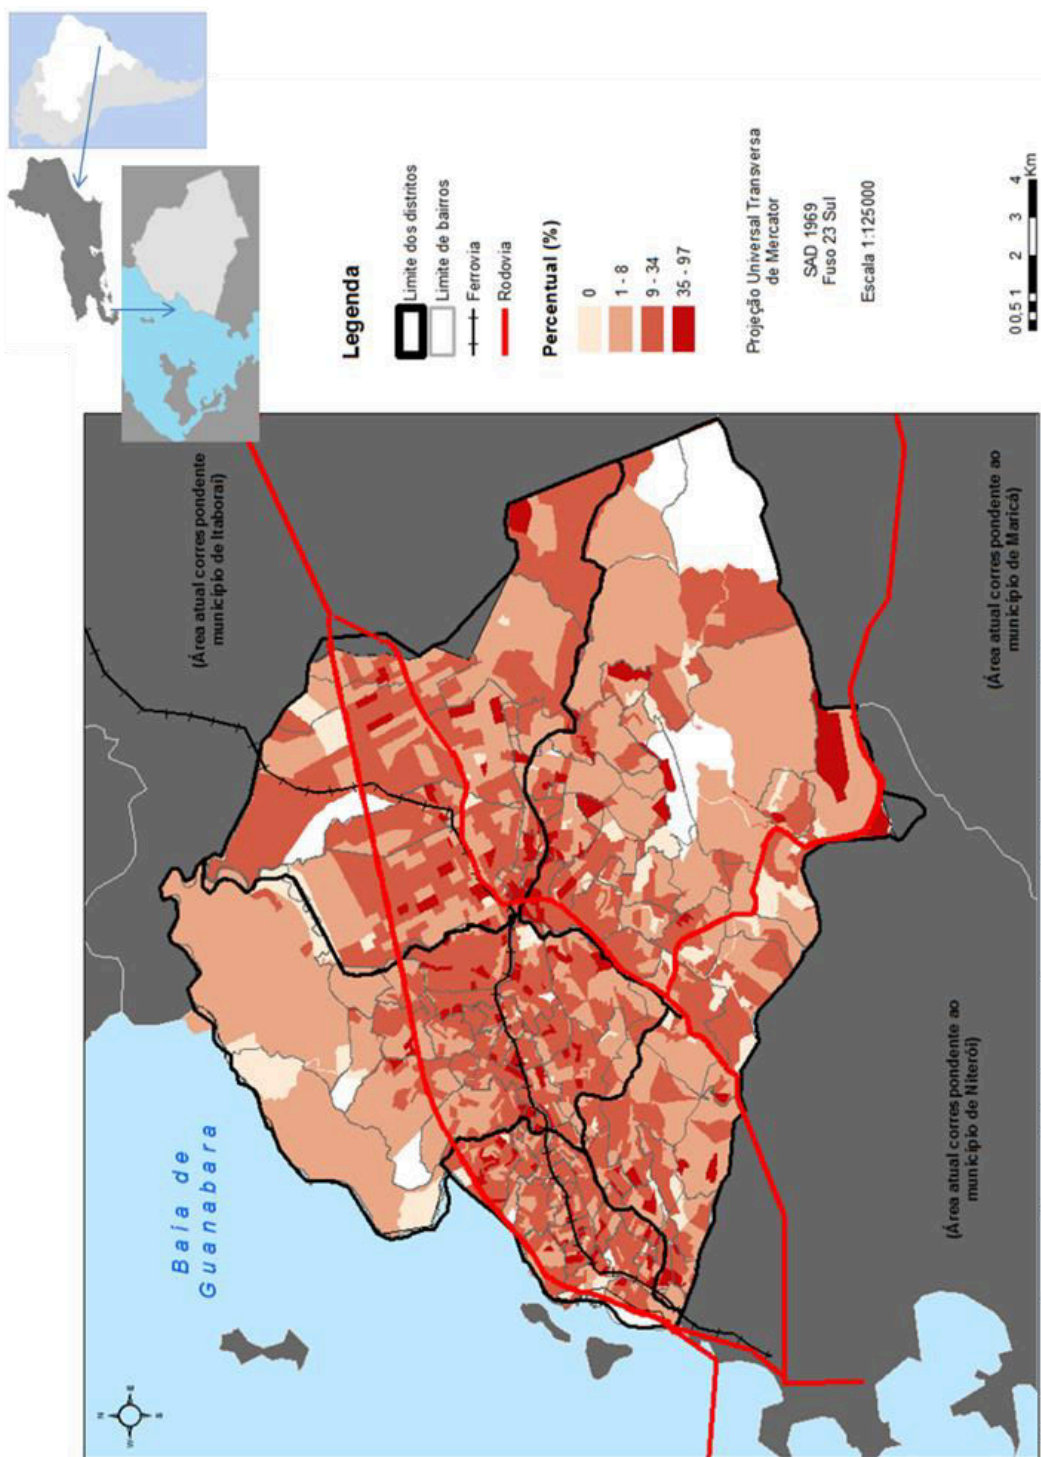 Legenda
Limite dos distritos
Limite de bairros
Ferrovia
Rodovia
Percentual (%)
0
1 - 8
9 - 34
35 - 97
Projeção Universal Transversa
de Mercator
SAD 1969
Fuso 23 Sul
Escala 1:125000
0 0,5 1 2 3 4
Km
(Área atual correspondente
município de Itaboraí)
Baía de
Guanabara
(Área atual correspondente ao
município de Maricá)
(Área atual correspondente ao
município de Niterói)
N
E
S
W